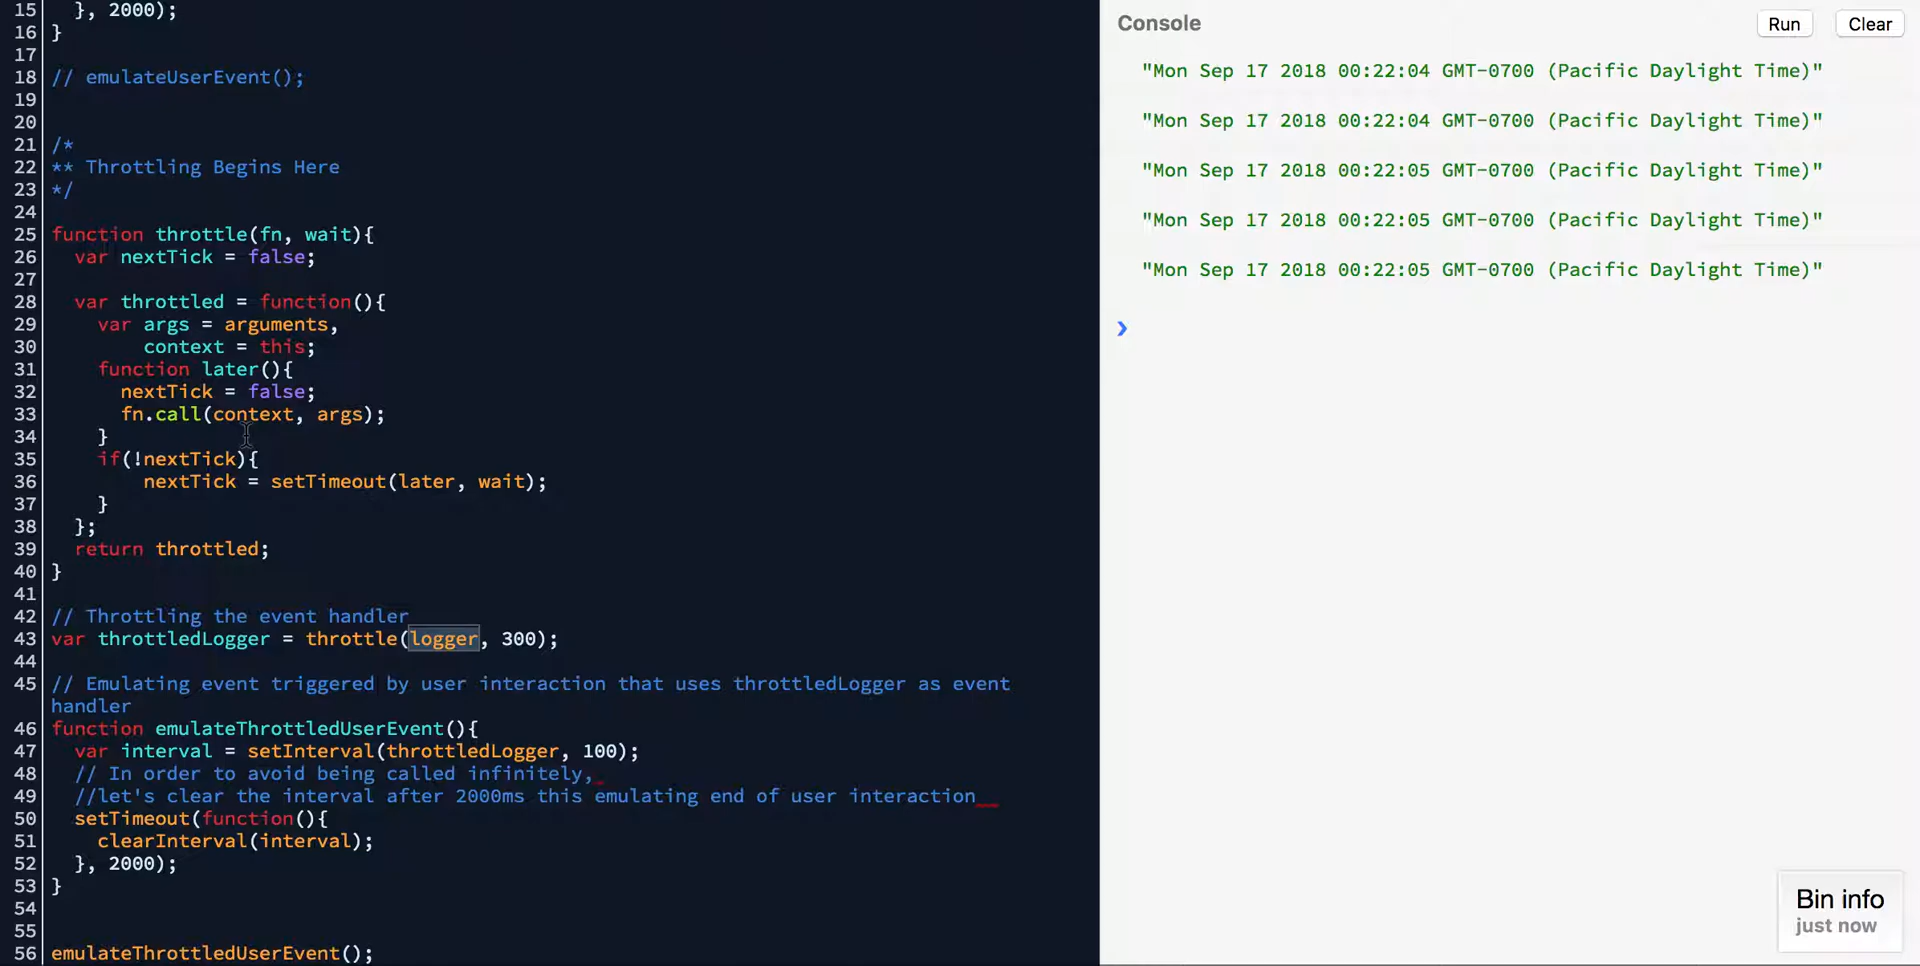 15   }, 2000);
16 }
17
18 // emulateUserEvent();
19
20
21 /*
22 ** Throttling Begins Here
23 */
24
25 function throttle(fn, wait){
26   var nextTick = false;
27
28   var throttled = function(){
29     var args = arguments,
30         context = this;
31     function later(){
32       nextTick = false;
33       fn.call(context, args);
34     }
35     if(!nextTick){
36         nextTick = setTimeout(later, wait);
37     }
38   };
39   return throttled;
40 }
41
42 // Throttling the event handler
43 var throttledLogger = throttle(logger, 300);
44
45 // Emulating event triggered by user interaction that uses throttledLogger as event
handler
46 function emulateThrottledUserEvent(){
47   var interval = setInterval(throttledLogger, 100);
48   // In order to avoid being called infinitely,
49   //let's clear the interval after 2000ms this emulating end of user interaction
50   setTimeout(function(){
51     clearInterval(interval);
52   }, 2000);
53 }
54
55
56 emulateThrottledUserEvent();
Console
Run
Clear
"Mon Sep 17 2018 00:22:04 GMT-0700 (Pacific Daylight Time)"
"Mon Sep 17 2018 00:22:04 GMT-0700 (Pacific Daylight Time)"
"Mon Sep 17 2018 00:22:05 GMT-0700 (Pacific Daylight Time)"
"Mon Sep 17 2018 00:22:05 GMT-0700 (Pacific Daylight Time)"
"Mon Sep 17 2018 00:22:05 GMT-0700 (Pacific Daylight Time)"
Bin info
just now